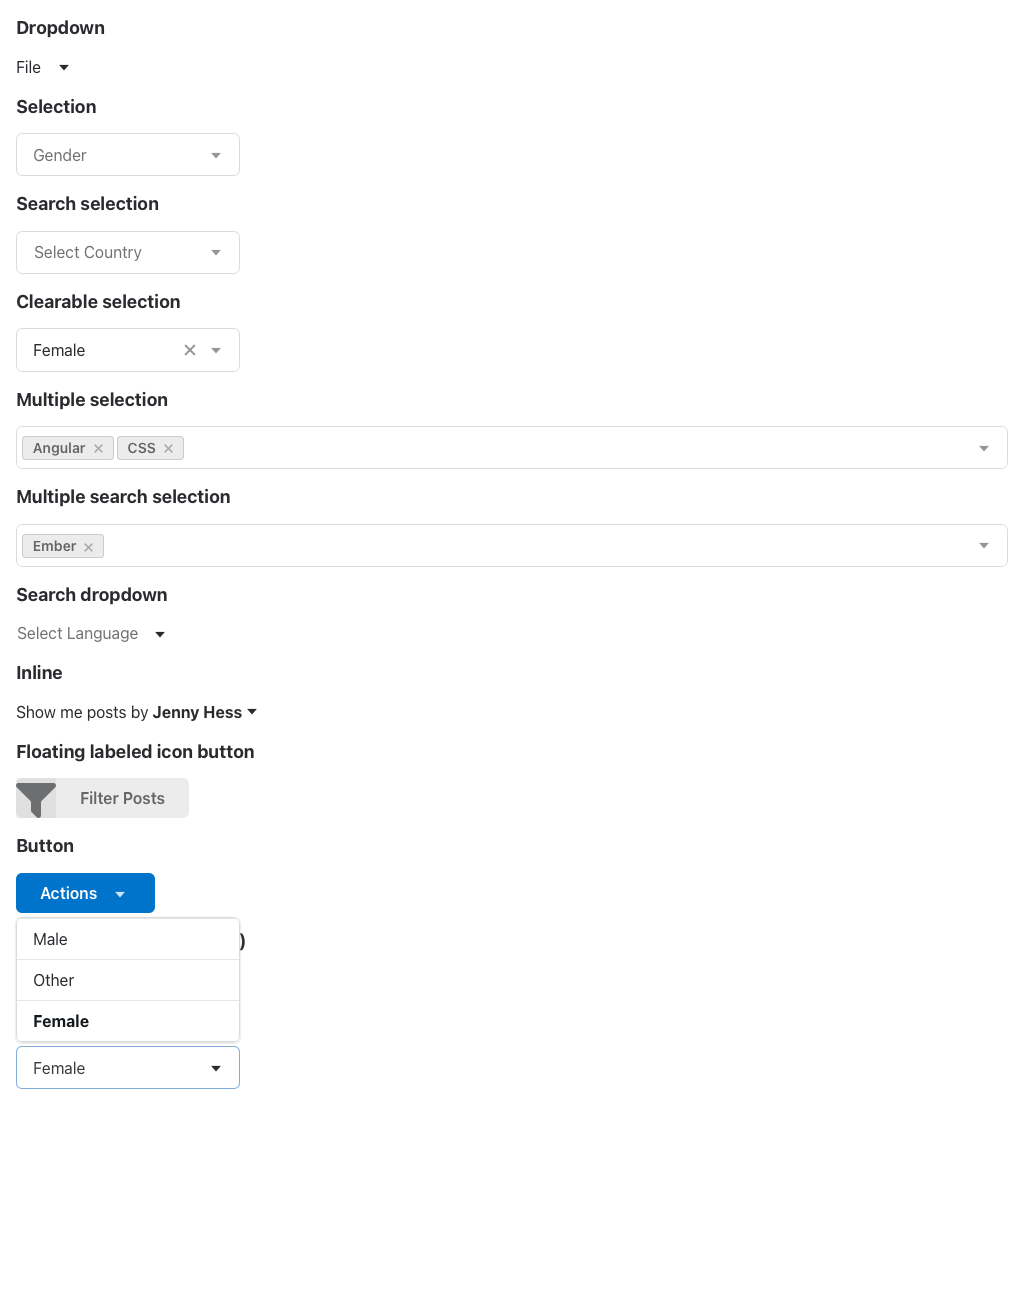 Dropdown
File
Selection
Gender
Search selection
Select Country
Clearable selection
Female
Multiple selection
Angular CSS
Multiple search selection
Ember
Search dropdown
Select Language
Inline
Show me posts by Jenny Hess
Floating labeled icon button
Filter Posts
Button
Actions
)
Male
Other
Female
Female